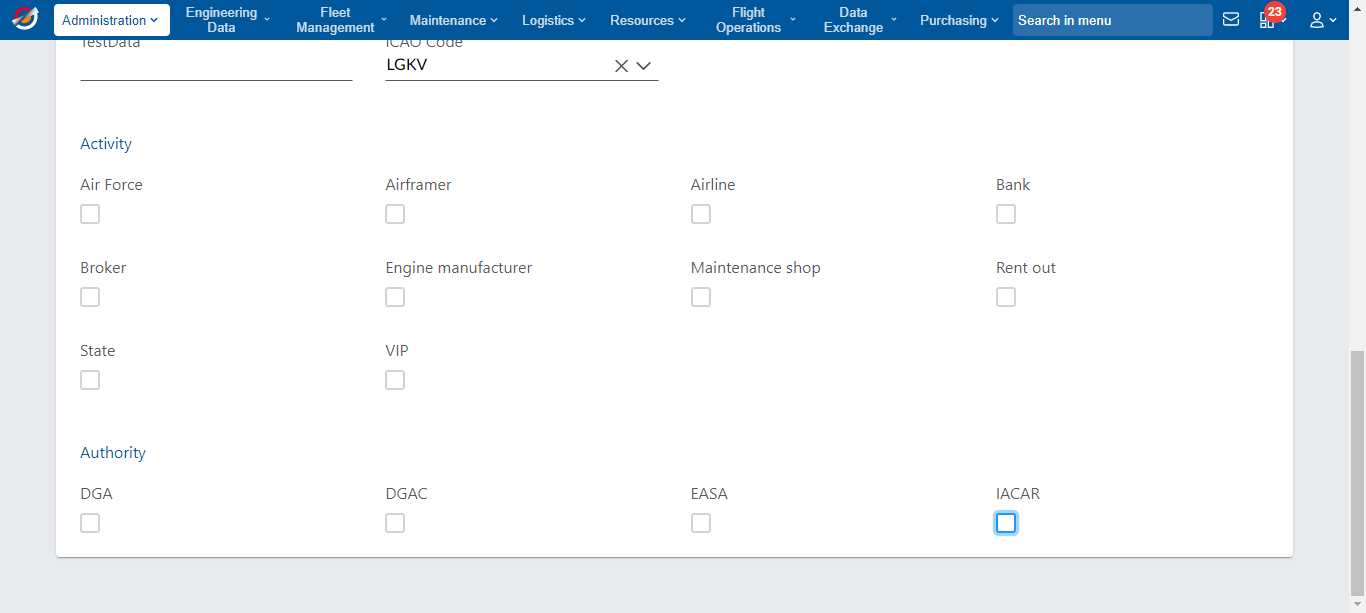 Administration
Engineering Data
Fleet Management
Maintenance
Logistics
Resources
Flight Operations
Data Exchange
Purchasing
Search in menu
23
TestData
ICAO Code
LGKV
Activity
Air Force
Airframer
Airline
Bank
Broker
Engine manufacturer
Maintenance shop
Rent out
State
VIP
Authority
DGA
DGAC
EASA
IACAR